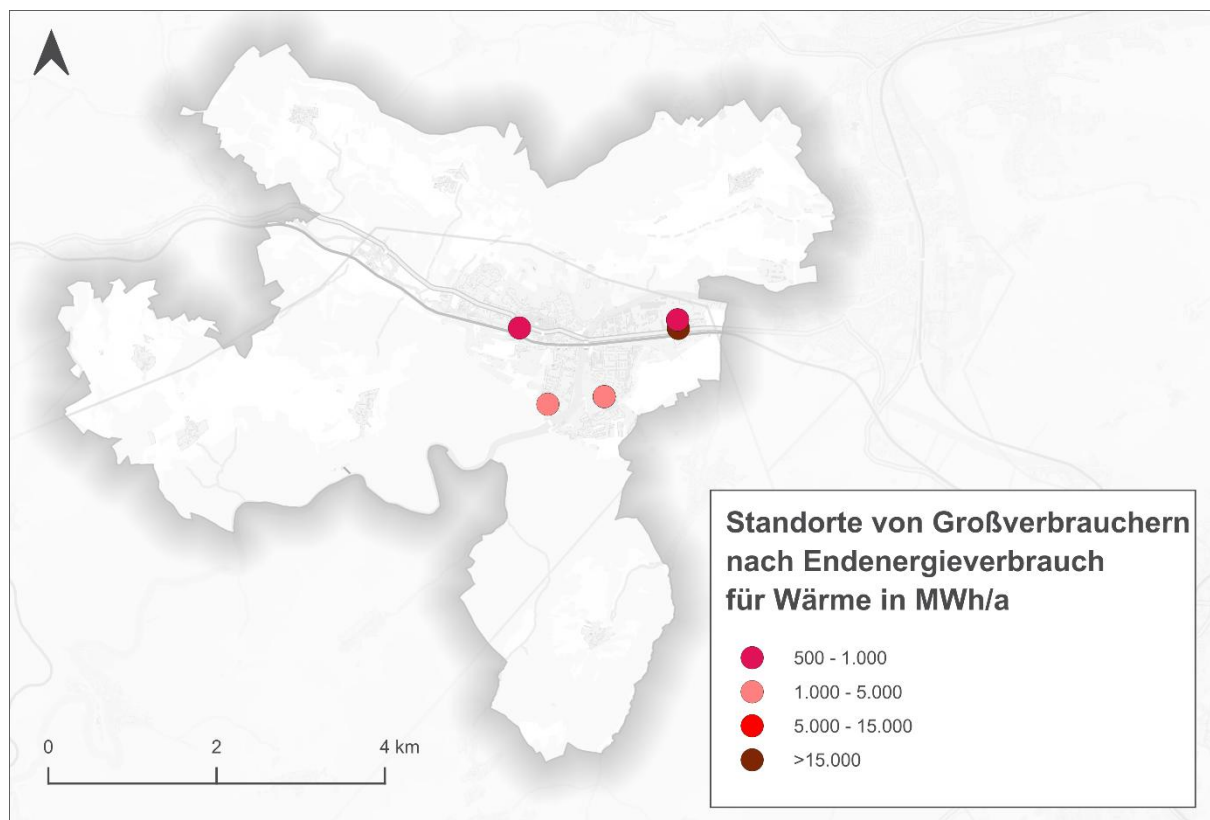 Standorte von Großverbrauchern
nach Endenergieverbrauch
für Wärme in MWh/a
500 - 1.000
1.000 - 5.000
5.000 - 15.000
>15.000
0 2 4 km